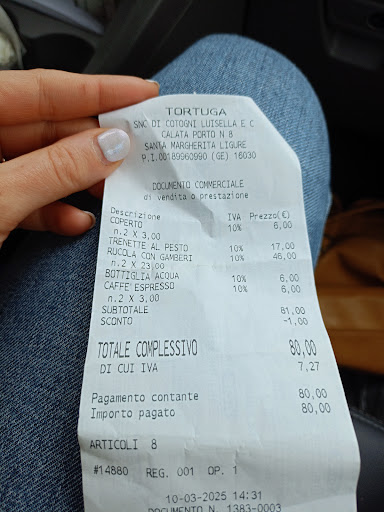 TORTUGA
SNC DI COTOGNI LUISELLA E C
CALATA PORTO N 8
SANTA MARGHERITA LIGURE
P.I.00189960990 (GE) 16030
DOCUMENTO COMMERCIALE
di vendita o prestazione
Descrizione IVA Prezzo(€)
COPERTO 10% 6,00
n.2 X 3,00
TRENETTE AL PESTO 10% 17,00
RUCOLA CON GAMBERI 10% 46,00
n.2 X 23,00
BOTTIGLIA ACQUA 10% 6,00
CAFFE' ESPRESSO 10% 6,00
n.2 X 3,00
SUBTOTALE 81,00
SCONTO -1,00
TOTALE COMPLESSIVO 80,00
DI CUI IVA 7,27
Pagamento contante 80,00
Importo pagato 80,00
ARTICOLI 8
#14880 REG. 001 OP. 1
10-03-2025 14:31
DOCUMENTO N. 1383-0003